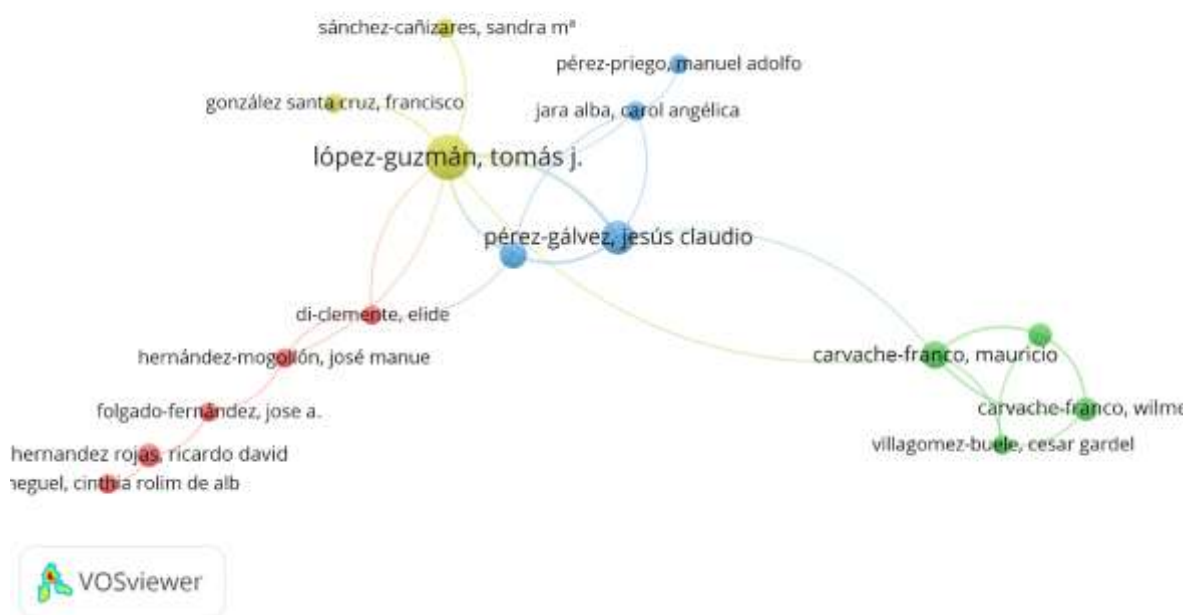 sánchez-cañizares, sandra mª
pérez-priego, manuel adolfo
gonzález santa cruz, francisco
jara alba, carol angélica
lópez-guzmán, tomás j.
pérez-gálvez, jesús claudio
di-clemente, elide
hernández-mogollón, josé manue
carvache-franco, mauricio
folgado-fernández, jose a.
carvache-franco, wilme
villagomez-buele, cesar gardel
hernandez rojas, ricardo david
neguel, cinthia rolim de alb
VOSviewer